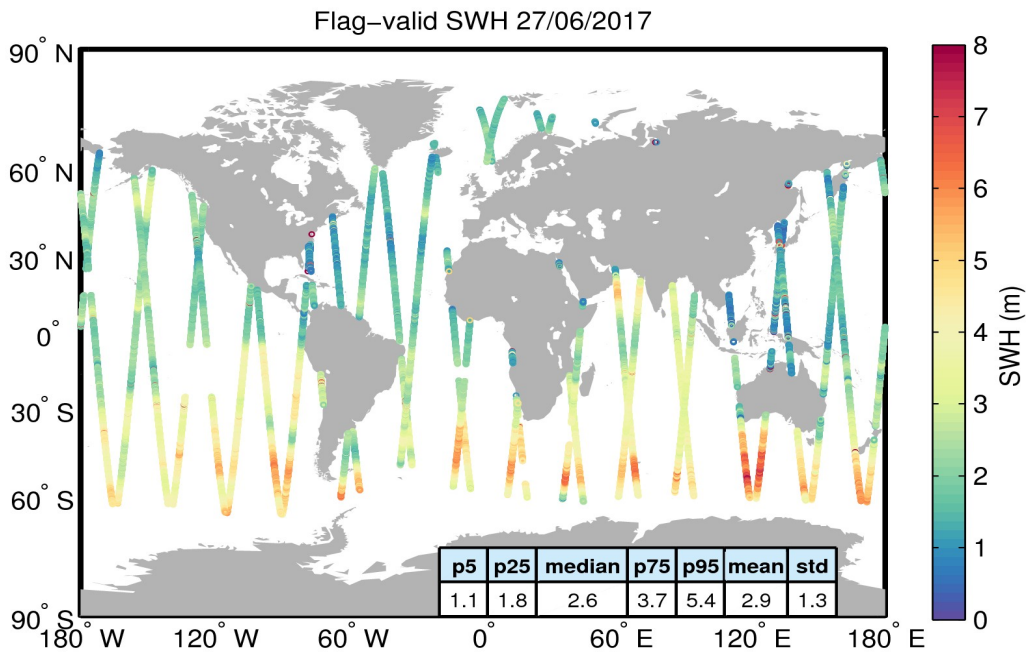 Flag−valid SWH 27/06/2017
90° N
60° N
30° N
0°
30° S
60° S
90° S
180° W
120° W
60° W
0°
60° E
120° E
180° E
p5 p25 median p75 p95 mean std
1.1 1.8 2.6 3.7 5.4 2.9 1.3
8
7
6
5
4
3
2
1
0
SWH (m)